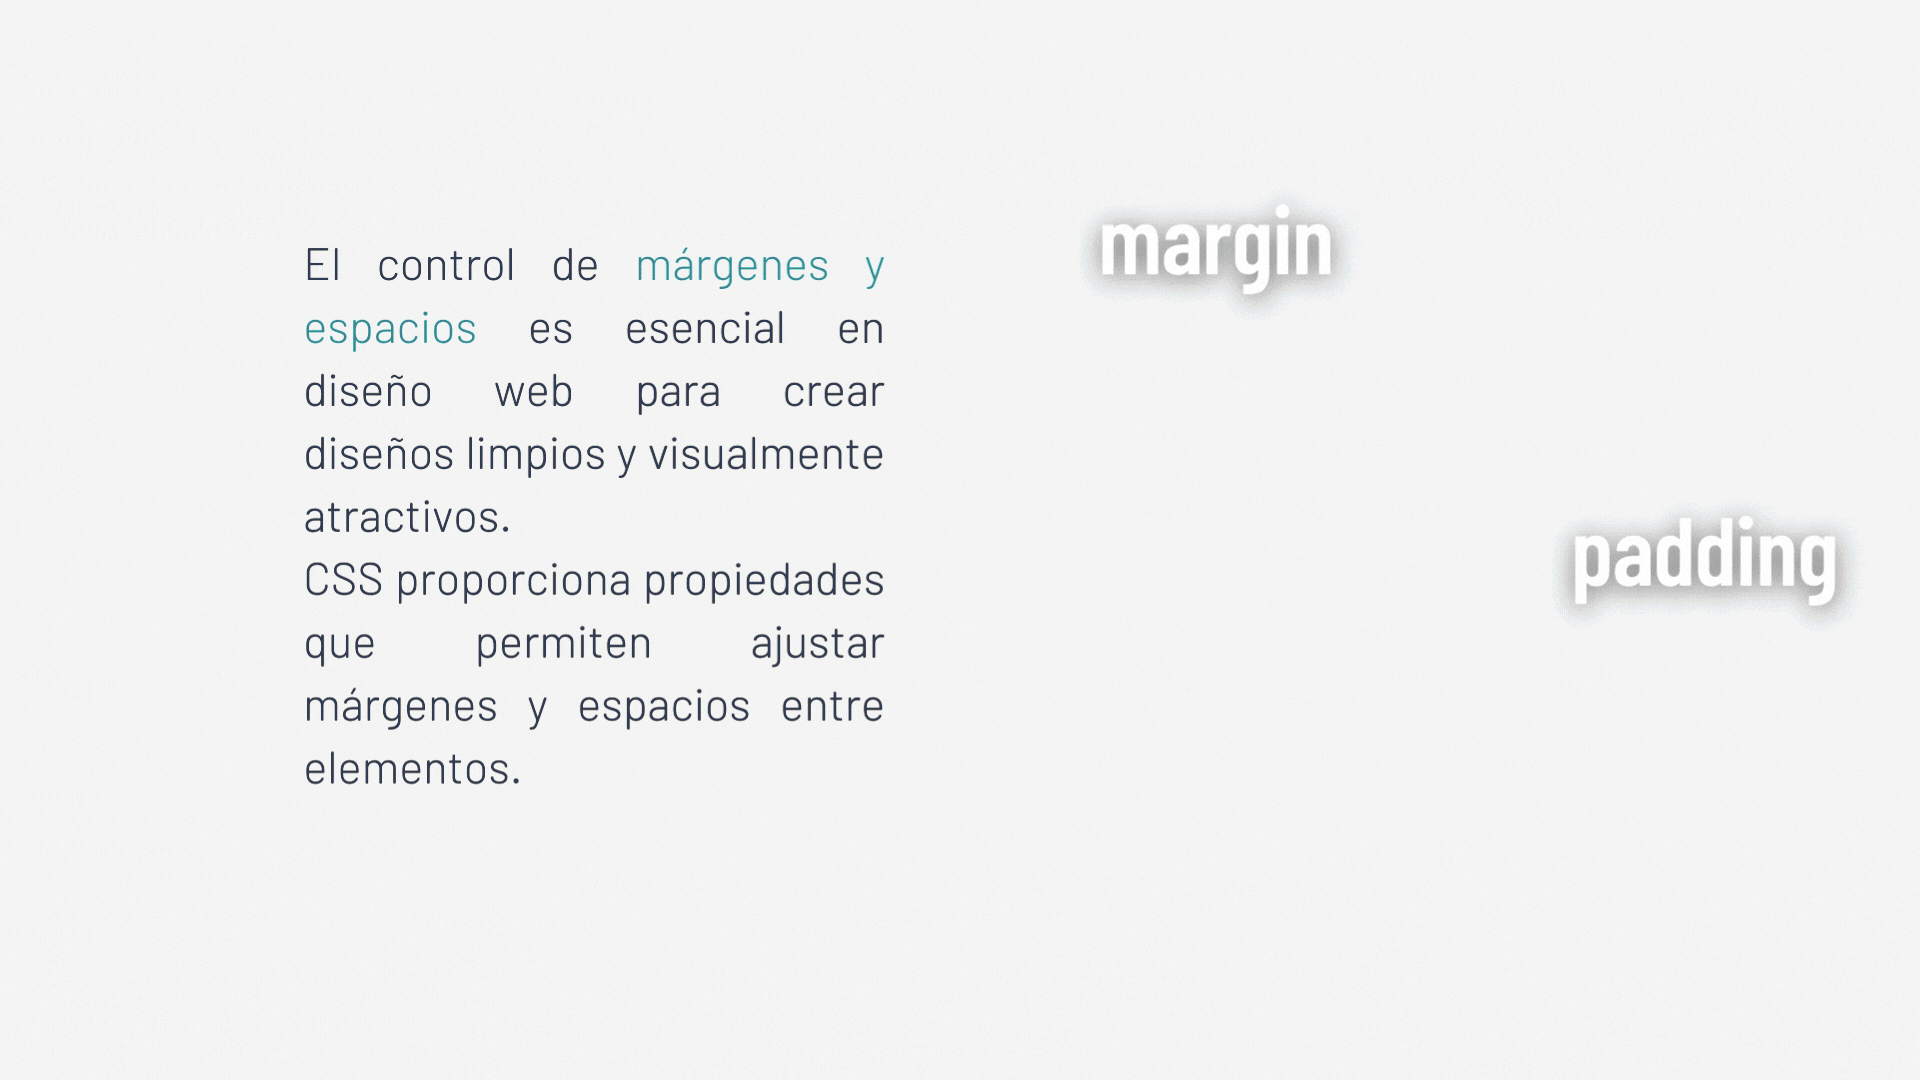 El control de márgenes y
espacios es esencial en
diseño web para crear
diseños limpios y visualmente
atractivos.
CSS proporciona propiedades
que permiten ajustar
márgenes y espacios entre
elementos.
margin
padding